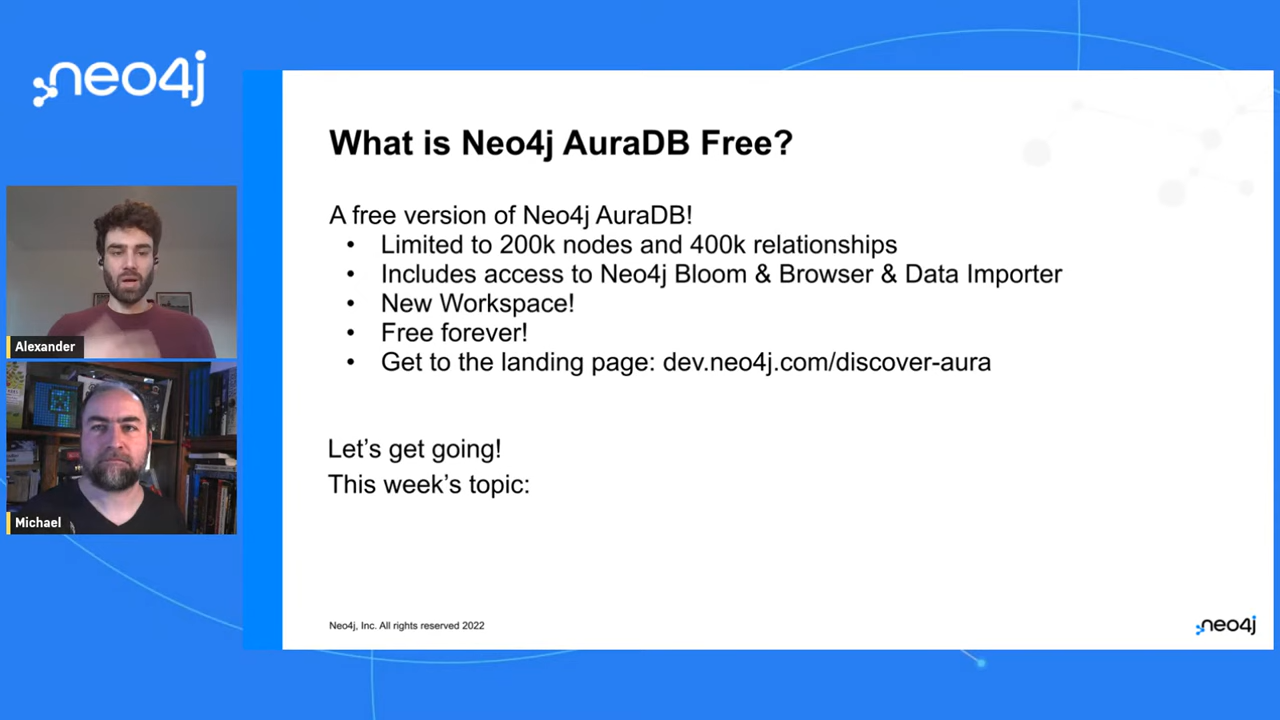 neo4j
What is Neo4j AuraDB Free?
A free version of Neo4j AuraDB!
• Limited to 200k nodes and 400k relationships
• Includes access to Neo4j Bloom & Browser & Data Importer
• New Workspace!
• Free forever!
• Get to the landing page: dev.neo4j.com/discover-aura
Let's get going!
This week's topic:
Alexander
Michael
Neo4j, Inc. All rights reserved 2022
neo4j